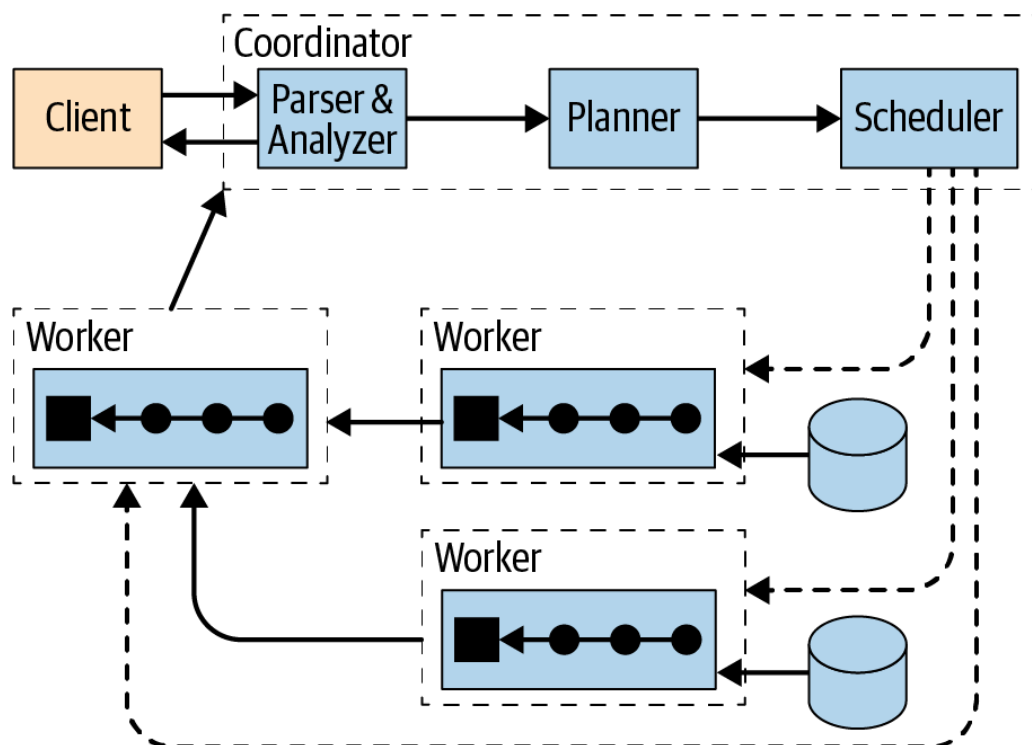 Coordinator
Client
Parser &
Analyzer
Planner
Scheduler
Worker
Worker
Worker